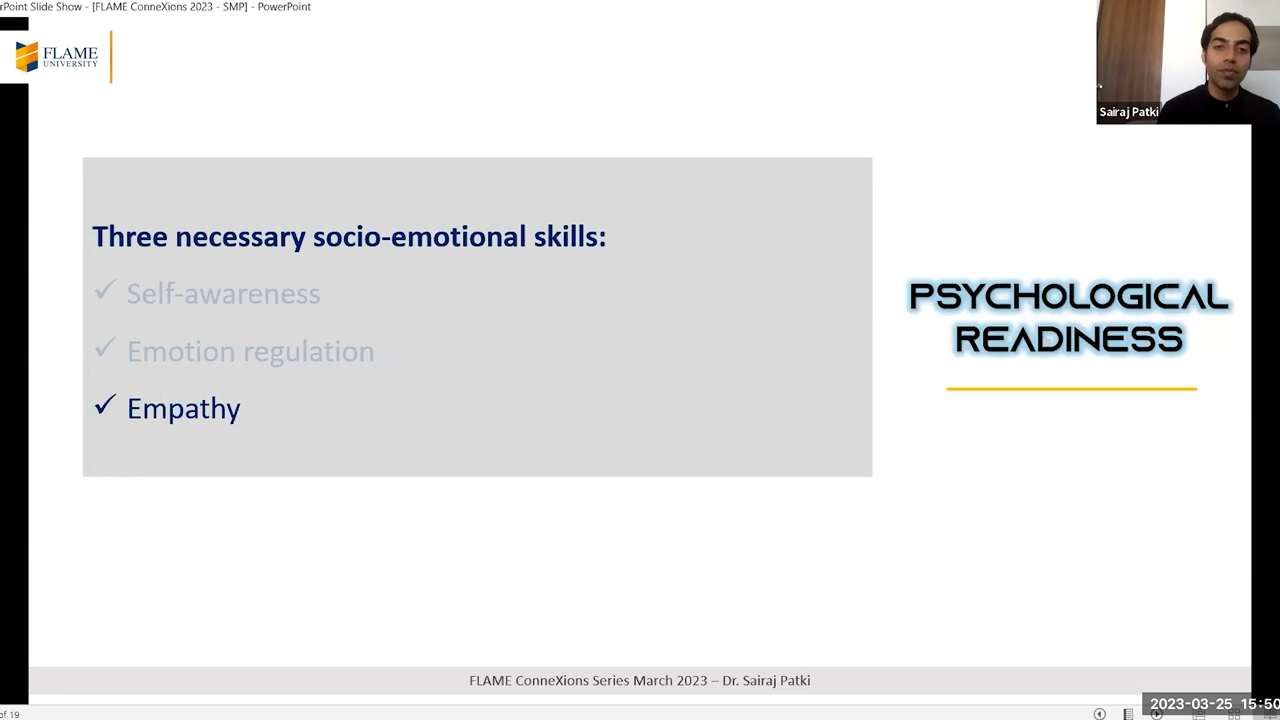 rPoint Slide Show - [FLAME ConneXions 2023 - SMP] - PowerPoint
FLAME
UNIVERSITY
Sairaj Patki
Three necessary socio-emotional skills:
✓ Self-awareness
✓ Emotion regulation
✓ Empathy
PSYCHOLOGICAL
READINESS
FLAME ConneXions Series March 2023 – Dr. Sairaj Patki
2023-03-25 15:50
of 19